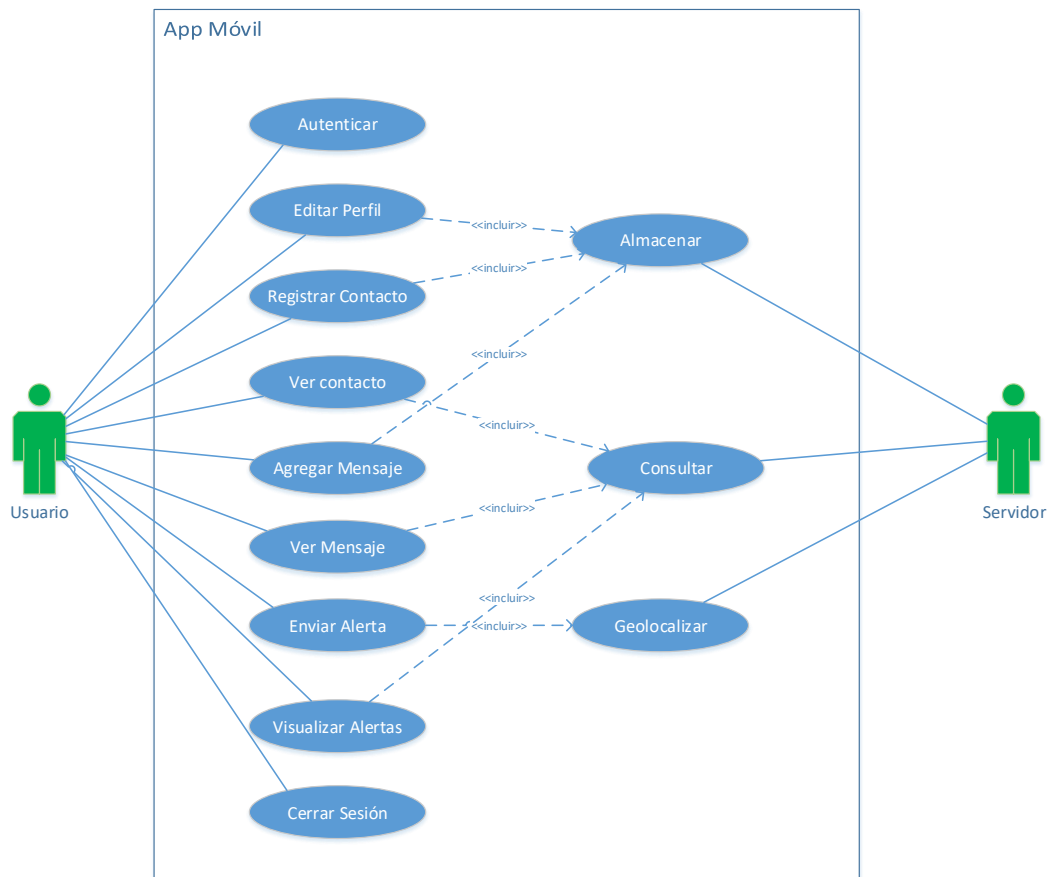 App Móvil
Autenticar
Editar Perfil
<<incluir>>
Almacenar
Registrar Contacto
<<incluir>>
<<incluir>>
Ver contacto
<<incluir>>
Agregar Mensaje
Consultar
Usuario
Servidor
<<incluir>>
Ver Mensaje
<<incluir>>
Enviar Alerta
<<incluir>>
Geolocalizar
Visualizar Alertas
Cerrar Sesión